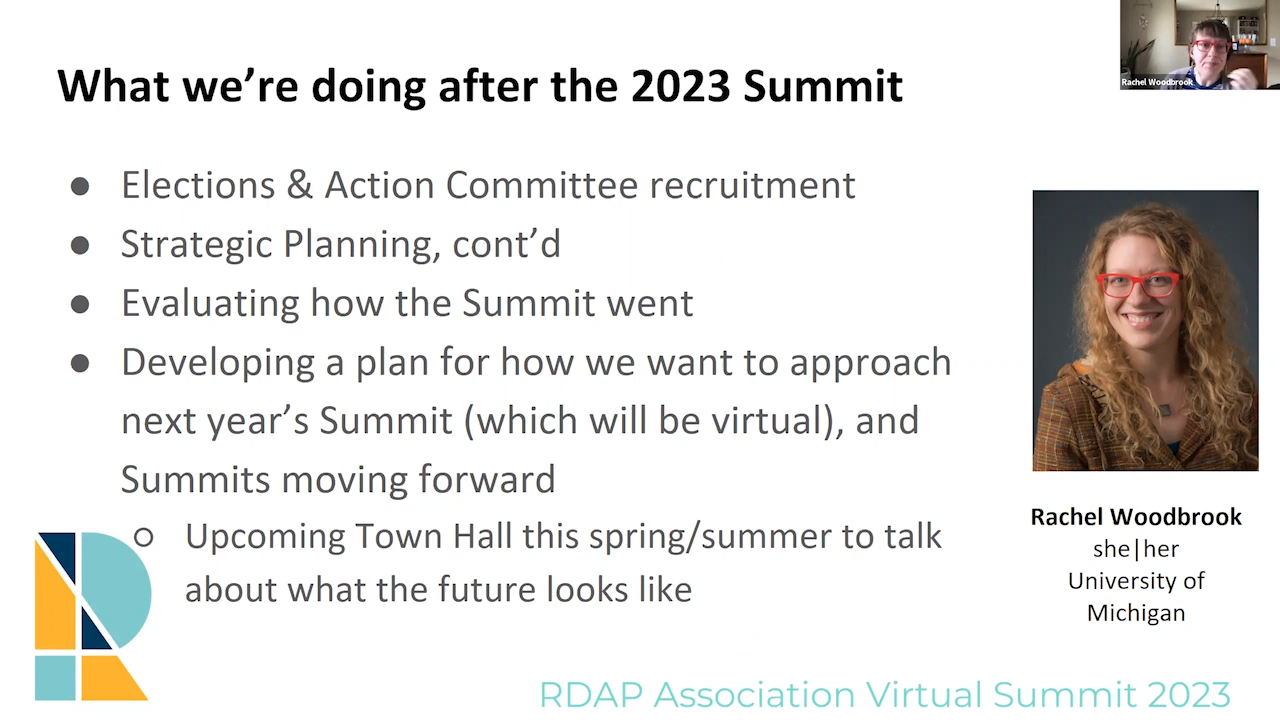 What we’re doing after the 2023 Summit
Rachel Woodbrook
● Elections & Action Committee recruitment
● Strategic Planning, cont’d
● Evaluating how the Summit went
● Developing a plan for how we want to approach
next year’s Summit (which will be virtual), and
Summits moving forward
○ Upcoming Town Hall this spring/summer to talk
about what the future looks like
Rachel Woodbrook
she|her
University of
Michigan
RDAP Association Virtual Summit 2023